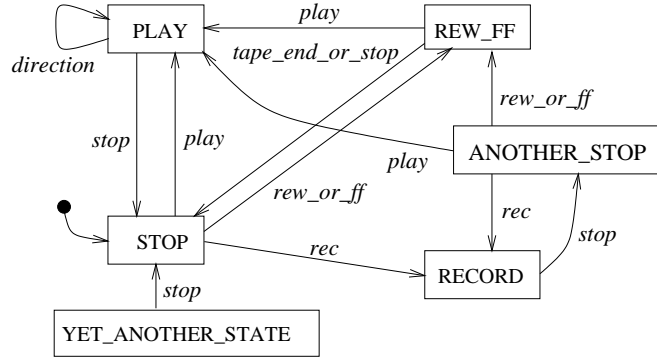 play
PLAY
REW_FF
direction
tape_end_or_stop
rew_or_ff
stop
play
play
ANOTHER_STOP
rew_or_ff
rec
STOP
rec
stop
RECORD
stop
YET_ANOTHER_STATE